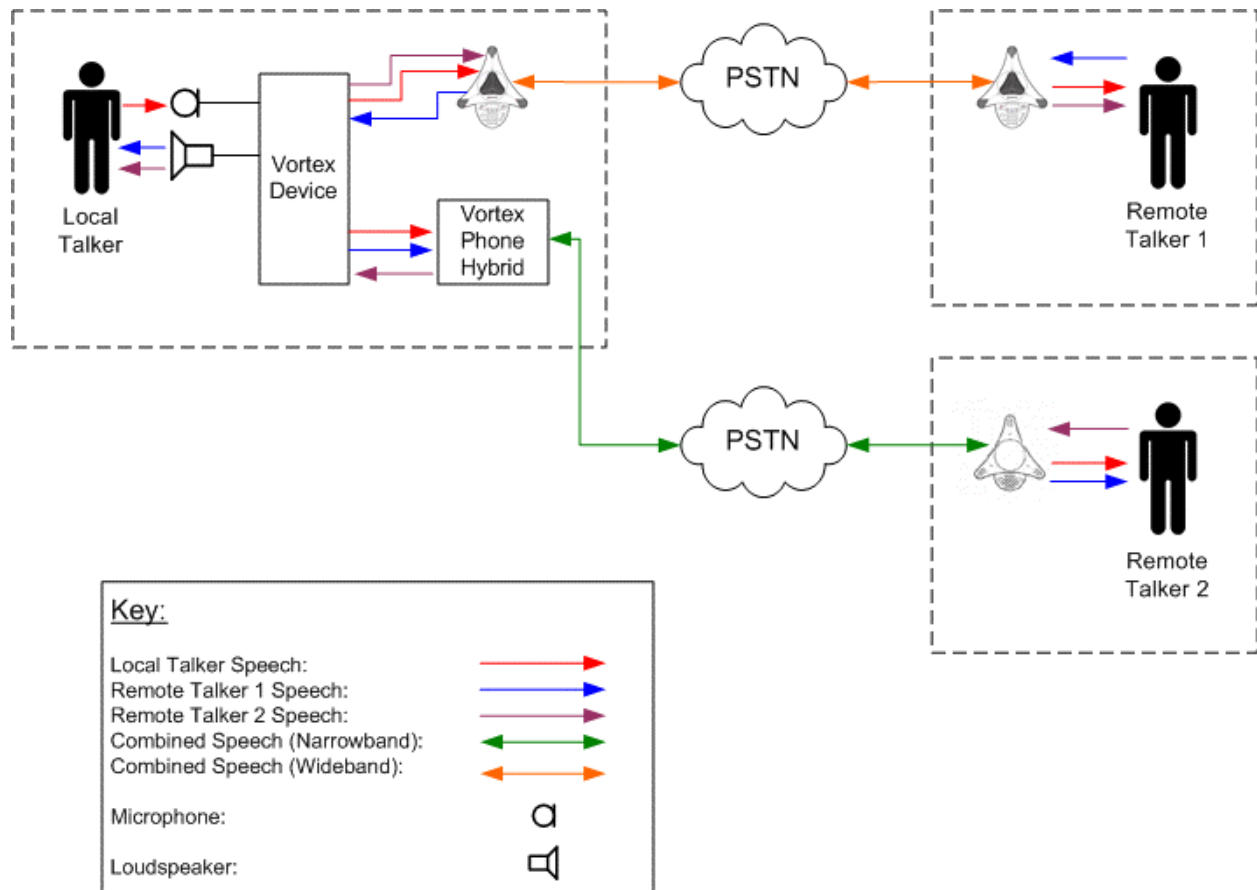 Local
Talker
Vortex
Device
Vortex
Phone
Hybrid
PSTN
Remote
Talker 1
PSTN
Remote
Talker 2
Key:
Local Talker Speech:
Remote Talker 1 Speech:
Remote Talker 2 Speech:
Combined Speech (Narrowband):
Combined Speech (Wideband):
Microphone:
Loudspeaker: